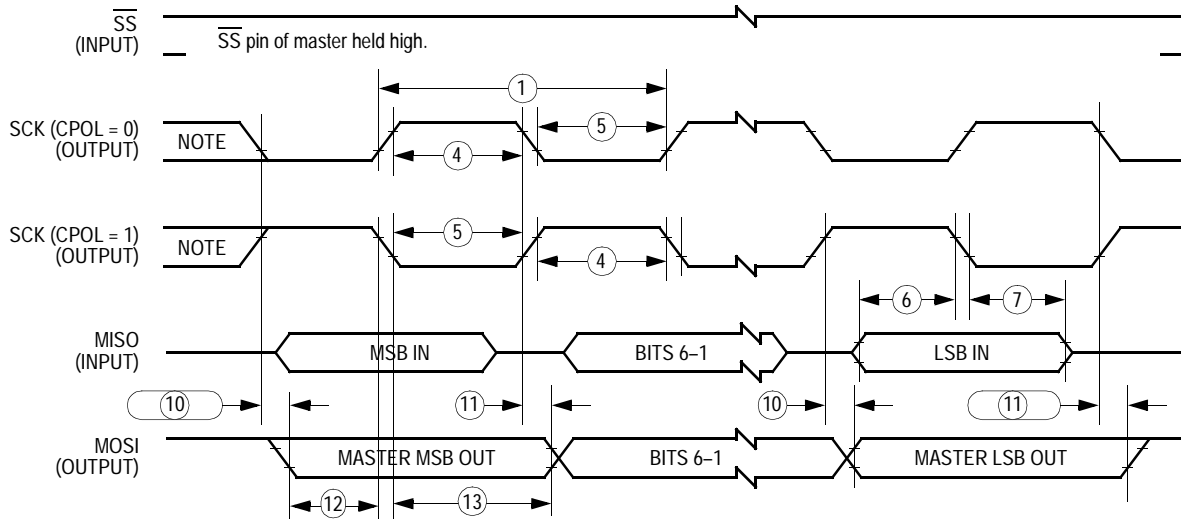 SS
(INPUT)
SS pin of master held high.
1
SCK (CPOL = 0)
(OUTPUT)
NOTE
5
4
SCK (CPOL = 1)
(OUTPUT)
NOTE
5
4
6
7
MISO
(INPUT)
MSB IN
BITS 6–1
LSB IN
10
11
10
11
MOSI
(OUTPUT)
MASTER MSB OUT
BITS 6–1
MASTER LSB OUT
12
13